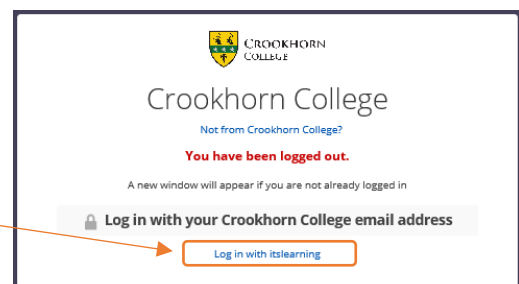 CROOKHORN
COLLEGE
Crookhorn College
Not from Crookhorn College?
You have been logged out.
A new window will appear if you are not already logged in
Log in with your Crookhorn College email address
Log in with itslearning